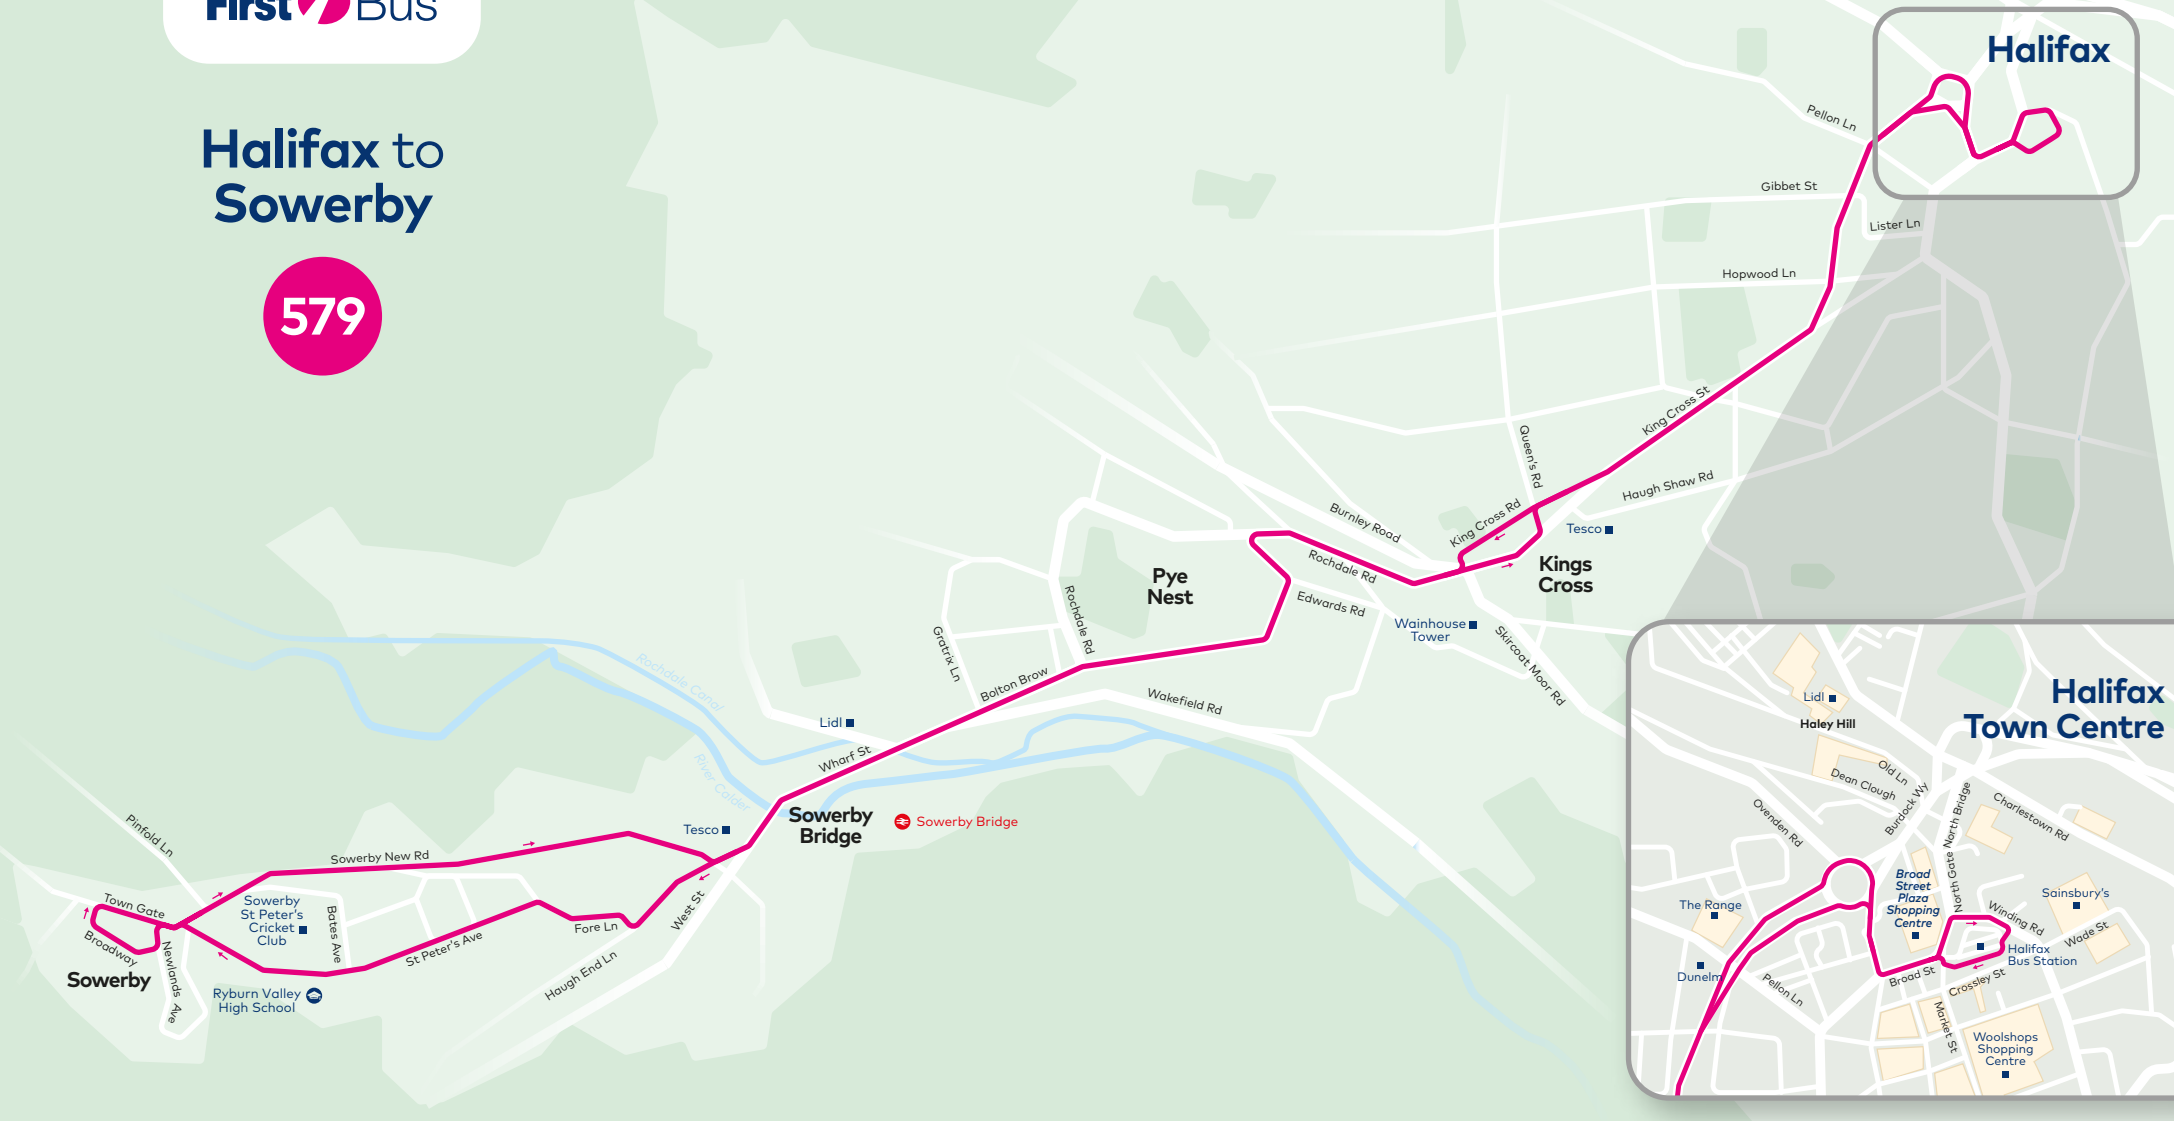 First Bus
Halifax to
Sowerby
579
Halifax
Pellon Ln
Gibbet St
Lister Ln
Hopwood Ln
King Cross St
Queen's Rd
Haugh Shaw Rd
Burnley Road
King Cross Rd
Tesco
Kings
Cross
Rochdale Rd
Pye
Nest
Edwards Rd
Wainhouse
Tower
Skircoat Moor Rd
Rochdale Rd
Gratrix Ln
Bolton Brow
Wakefield Rd
Rochdale Canal
River Calder
Lidl
Wharf St
Sowerby
Bridge
Sowerby Bridge
Tesco
Pinfold Ln
Sowerby New Rd
Town Gate
Broadway
Sowerby
Newlands Ave
Sowerby
St Peter's
Cricket
Club
Bates Ave
Ryburn Valley
High School
St Peter's Ave
Fore Ln
West St
Haugh End Ln
Halifax
Town Centre
Lidl
Haley Hill
Old Ln
Dean Clough
Burdock Wy
North Bridge
Charlestown Rd
Ovenden Rd
North Gate
Broad
Street
Plaza
Shopping
Centre
Sainsbury's
The Range
Winding Rd
Wade St
Halifax
Bus Station
Dunelm
Pellon Ln
Broad St
Crossley St
Market St
Woolshops
Shopping
Centre